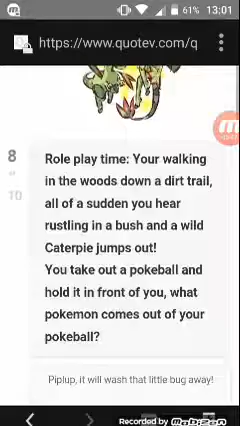 61% 13:01
https://www.quotev.com/q
8
10
Role play time: Your walking
in the woods down a dirt trail,
all of a sudden you hear
rustling in a bush and a wild
Caterpie jumps out!
You take out a pokeball and
hold it in front of you, what
pokemon comes out of your
pokeball?
Piplup, it will wash that little bug away!
Recorded by Mobizen